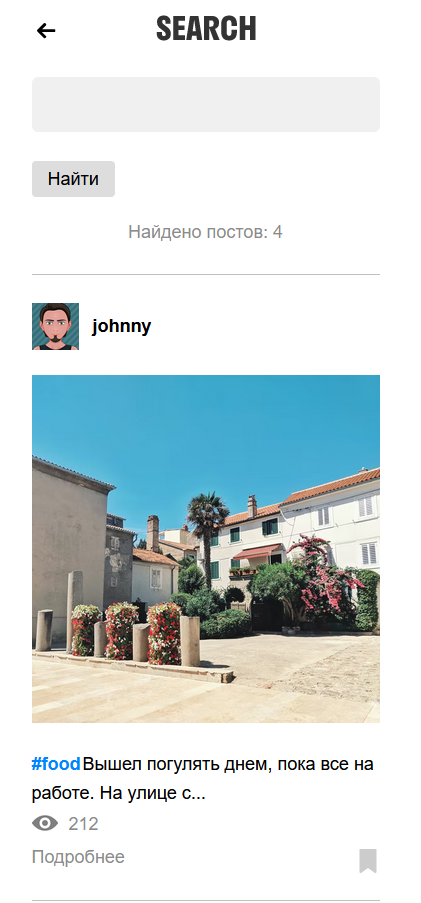 SEARCH
Найти
Найдено постов: 4
johnny
#food Вышел погулять днем, пока все на
работе. На улице с...
212
Подробнее